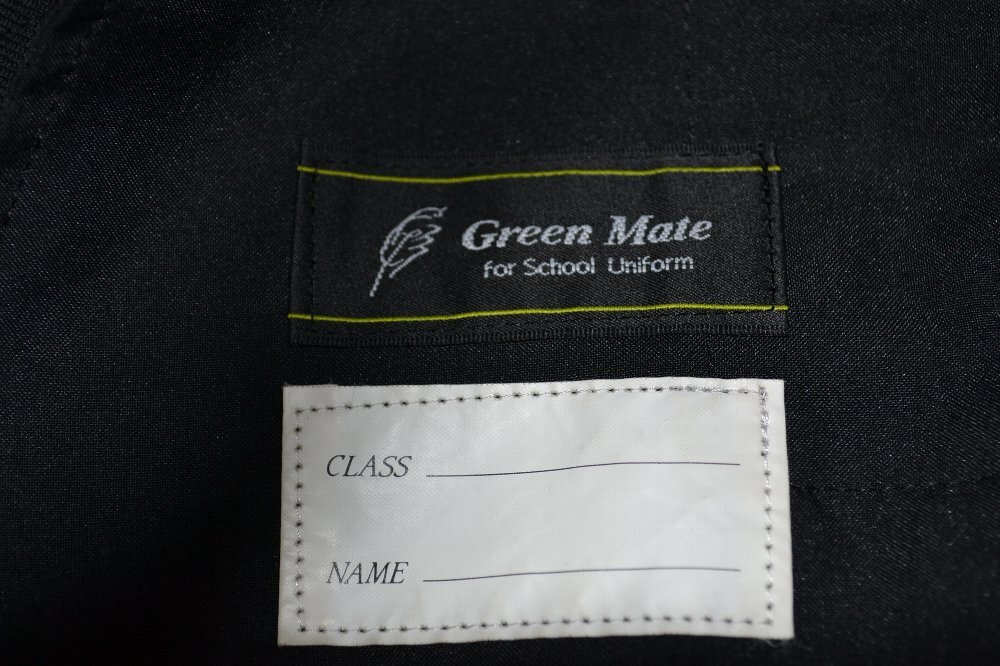 Green Mate
for School Uniform
CLASS
NAME